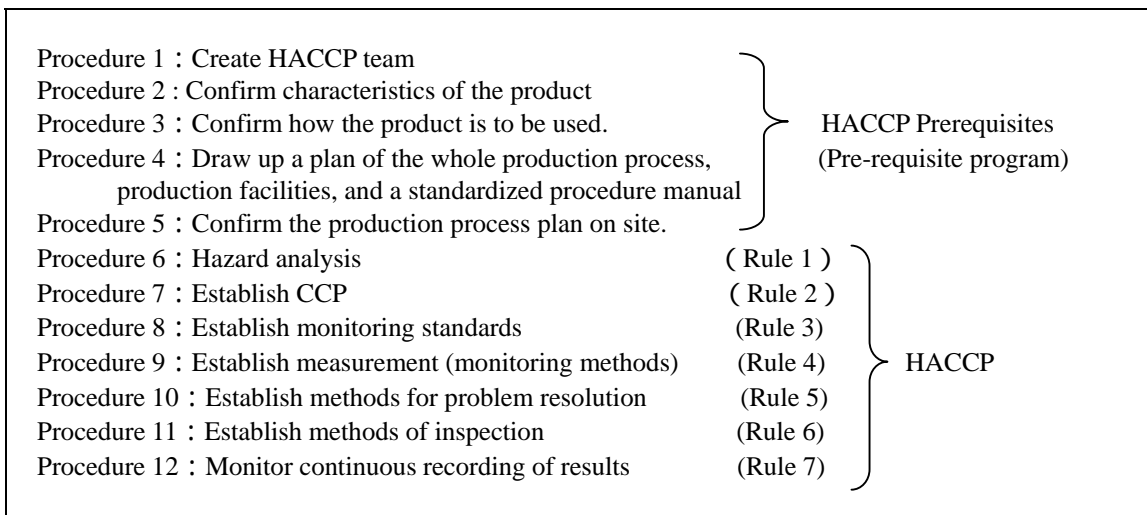 Procedure 1：Create HACCP team
Procedure 2 : Confirm characteristics of the product
Procedure 3：Confirm how the product is to be used.
HACCP Prerequisites
Procedure 4：Draw up a plan of the whole production process,
(Pre-requisite program)
production facilities, and a standardized procedure manual
Procedure 5：Confirm the production process plan on site.
Procedure 6：Hazard analysis （Rule 1）
Procedure 7：Establish CCP （Rule 2）
Procedure 8：Establish monitoring standards (Rule 3)
Procedure 9：Establish measurement (monitoring methods) (Rule 4) HACCP
Procedure 10：Establish methods for problem resolution (Rule 5)
Procedure 11：Establish methods of inspection (Rule 6)
Procedure 12：Monitor continuous recording of results (Rule 7)